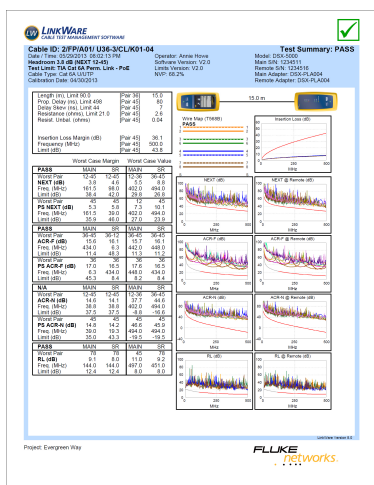 LW
LINKWARE
CABLE TEST MANAGEMENT SOFTWARE
Cable ID: 2/FP/A01/ U36-3/CL/K01-04
Test Summary: PASS
Date / Time: 05/29/2013 06:02:13 PM
Operator: Annie Howe
Model: DSX-5000
Headroom 3.8 dB (NEXT 12-45)
Software Version: V2.0
Main S/N: 1234511
Test Limit: TIA Cat 6A Perm. Link - PoE
Limits Version: V2.0
Remote S/N: 1234516
Cable Type: Cat 6A U/UTP
NVP: 68.2%
Main Adapter: DSX-PLA004
Calibration Date: 04/30/2013
Remote Adapter: DSX-PLA004
Length (m), Limit 90.0 [Pair 36] 15.0
Prop. Delay (ns), Limit 498 [Pair 45] 80
Delay Skew (ns), Limit 44 [Pair 45] 7
Resistance (ohms), Limit 21.0 [Pair 45] 2.6
Resist. Unbal. (ohms) [Pair 45] 0.04
Insertion Loss Margin (dB) [Pair 45] 36.1
Frequency (MHz) [Pair 45] 500.0
Limit (dB) [Pair 45] 43.8
15.0 m
Wire Map (T568B)
PASS
Insertion Loss (dB)
Worst Case Margin Worst Case Value
PASS MAIN SR MAIN SR
Worst Pair 12-45 12-45 12-36 36-45
NEXT (dB) 3.8 4.6 5.5 8.8
Freq. (MHz) 161.5 98.0 402.0 494.0
Limit (dB) 38.4 42.0 29.8 26.8
Worst Pair 45 45 12 45
PS NEXT (dB) 5.3 5.8 7.3 10.1
Freq. (MHz) 161.5 39.0 402.0 494.0
Limit (dB) 35.9 46.0 27.0 23.9
PASS MAIN SR MAIN SR
Worst Pair 36-45 36-12 36-45 36-45
ACR-F (dB) 15.6 16.1 15.7 16.1
Freq. (MHz) 434.0 6.3 442.0 448.0
Limit (dB) 11.4 48.3 11.3 11.2
Worst Pair 36 36 36 36
PS ACR-F (dB) 17.0 16.5 17.0 16.5
Freq. (MHz) 6.3 434.0 448.0 434.0
Limit (dB) 45.3 8.4 8.2 8.4
N/A MAIN SR MAIN SR
Worst Pair 12-45 12-45 12-36 36-45
ACR-N (dB) 14.6 14.1 37.7 44.6
Freq. (MHz) 38.8 38.8 402.0 494.0
Limit (dB) 37.5 37.5 -8.8 -16.6
Worst Pair 45 45 45 45
PS ACR-N (dB) 14.8 14.2 46.6 45.9
Freq. (MHz) 39.0 19.3 494.0 494.0
Limit (dB) 35.0 43.3 -19.5 -19.5
PASS MAIN SR MAIN SR
Worst Pair 78 78 45 78
RL (dB) 9.1 8.0 11.0 9.2
Freq. (MHz) 144.0 144.0 497.0 451.0
Limit (dB) 12.4 12.4 8.0 8.0
NEXT (dB)
NEXT @ Remote (dB)
ACR-F (dB)
ACR-F @ Remote (dB)
ACR-N (dB)
ACR-N @ Remote (dB)
RL (dB)
RL @ Remote (dB)
MHz
Project: Evergreen Way
FLUKE
networks.